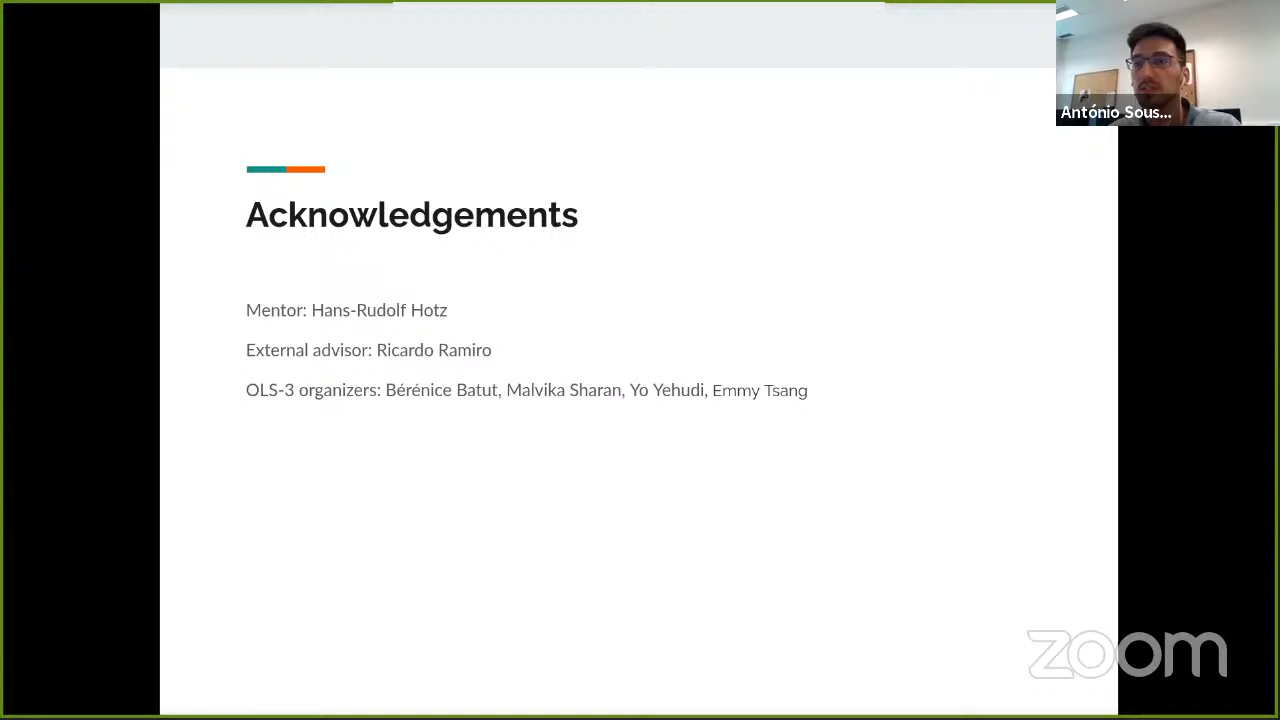 António Sous...
Acknowledgements
Mentor: Hans-Rudolf Hotz
External advisor: Ricardo Ramiro
OLS-3 organizers: Bérénice Batut, Malvika Sharan, Yo Yehudi, Emmy Tsang
zoom